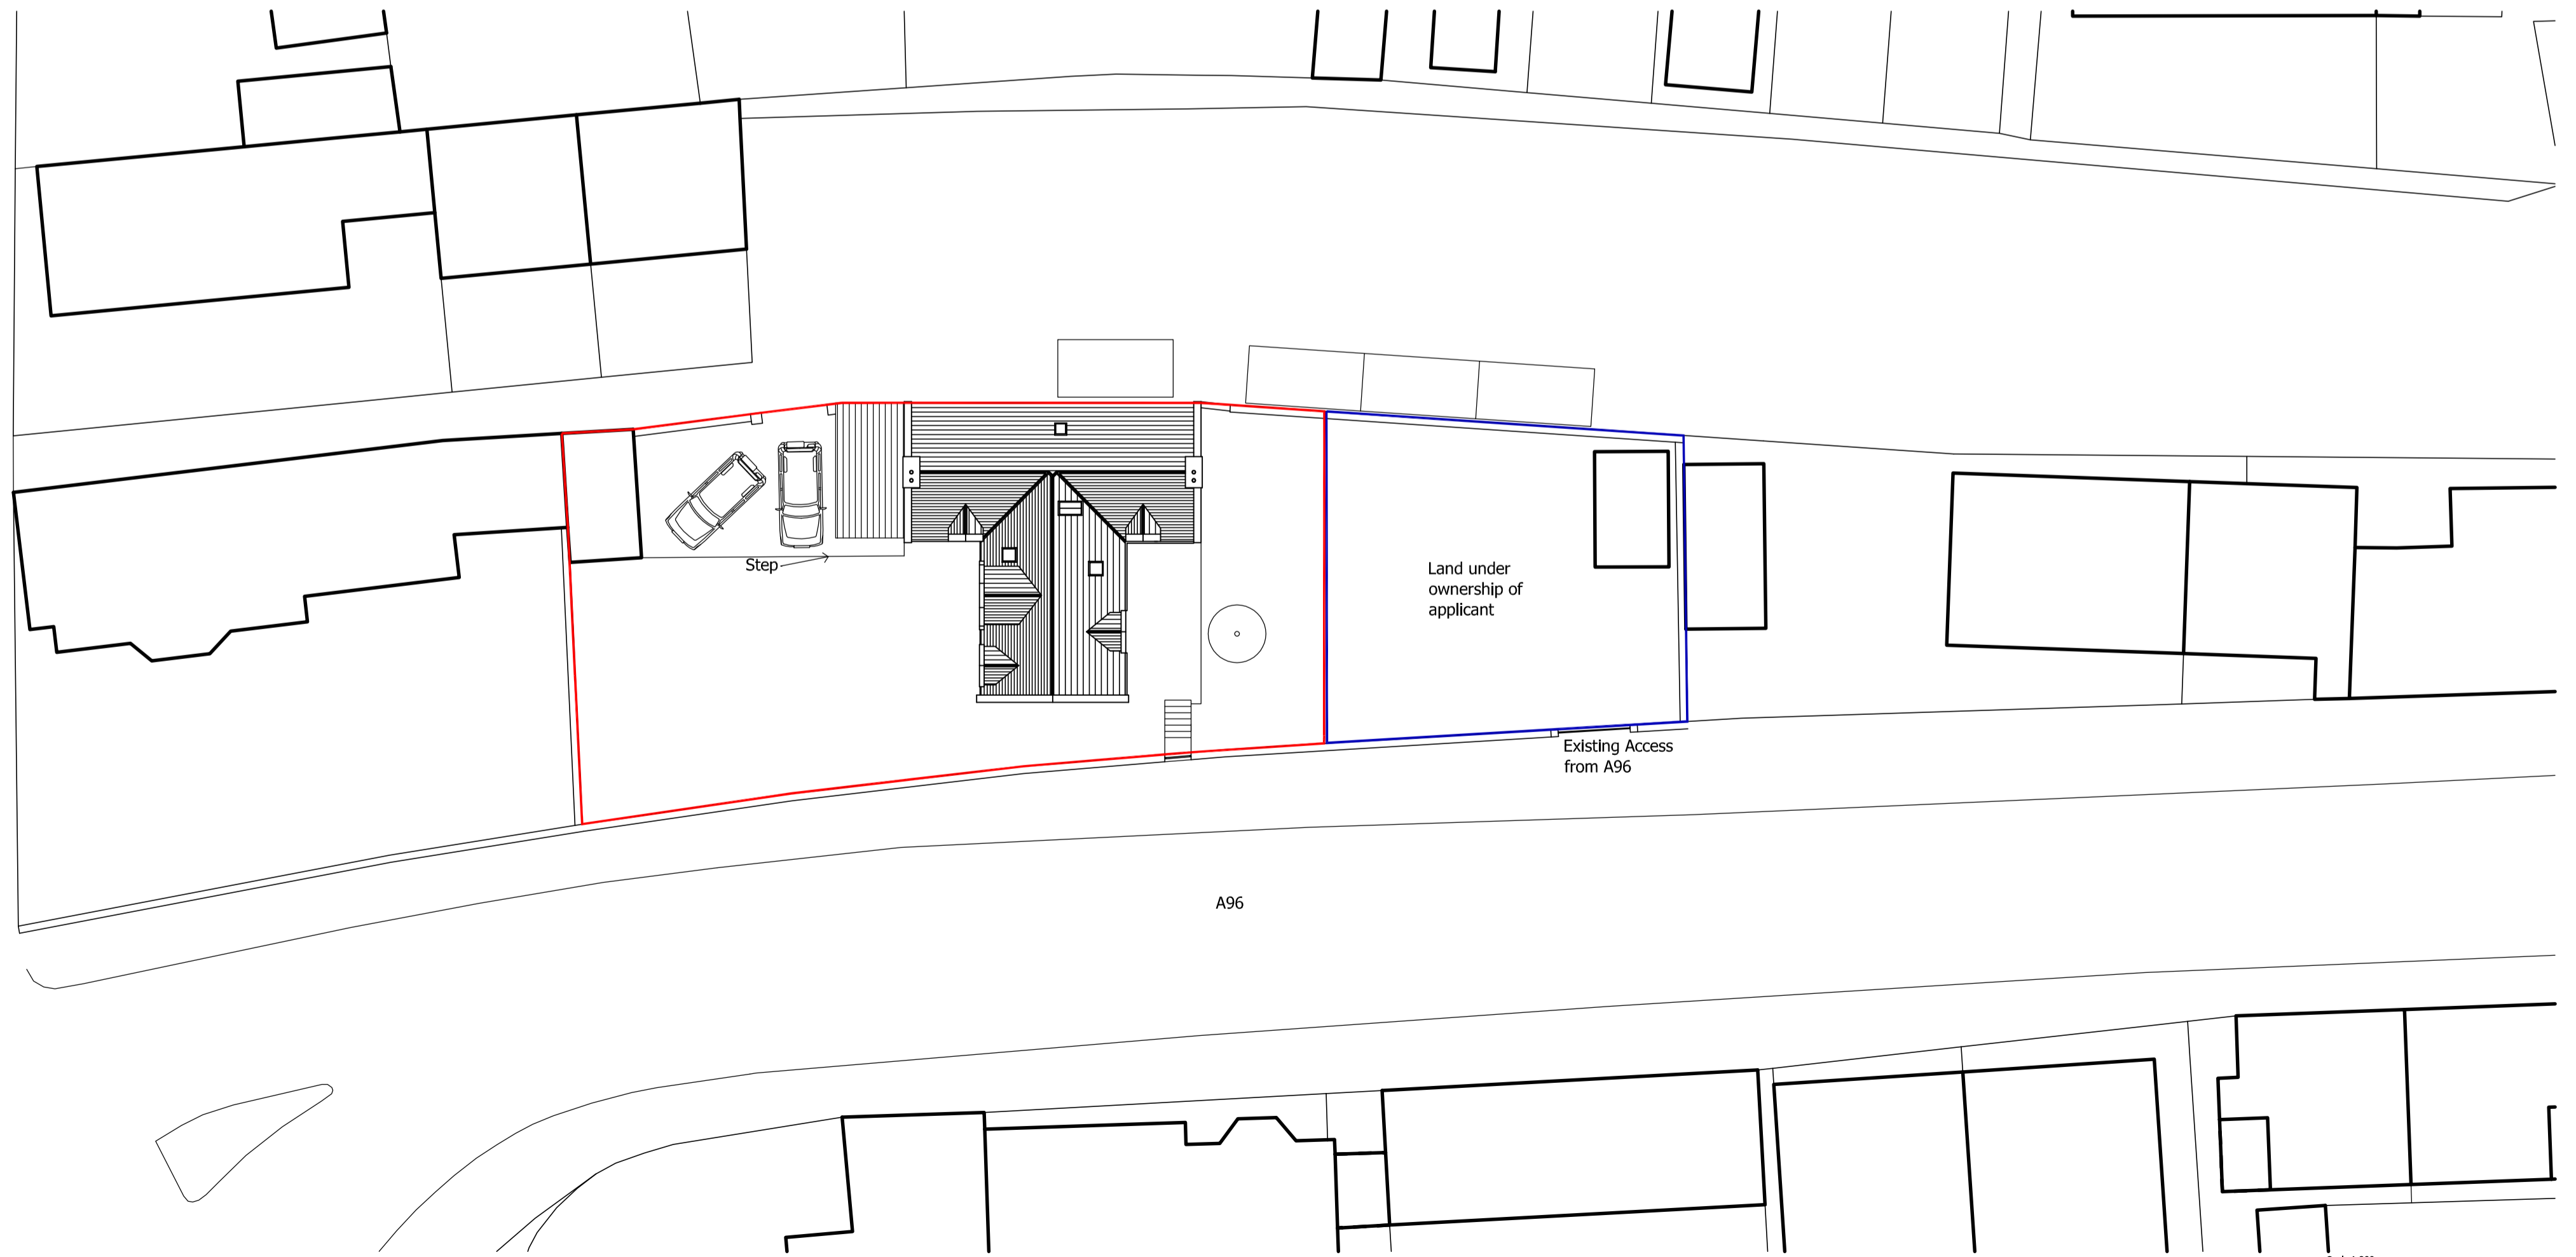 Step
Land under
ownership of
applicant
Existing Access
from A96
A96